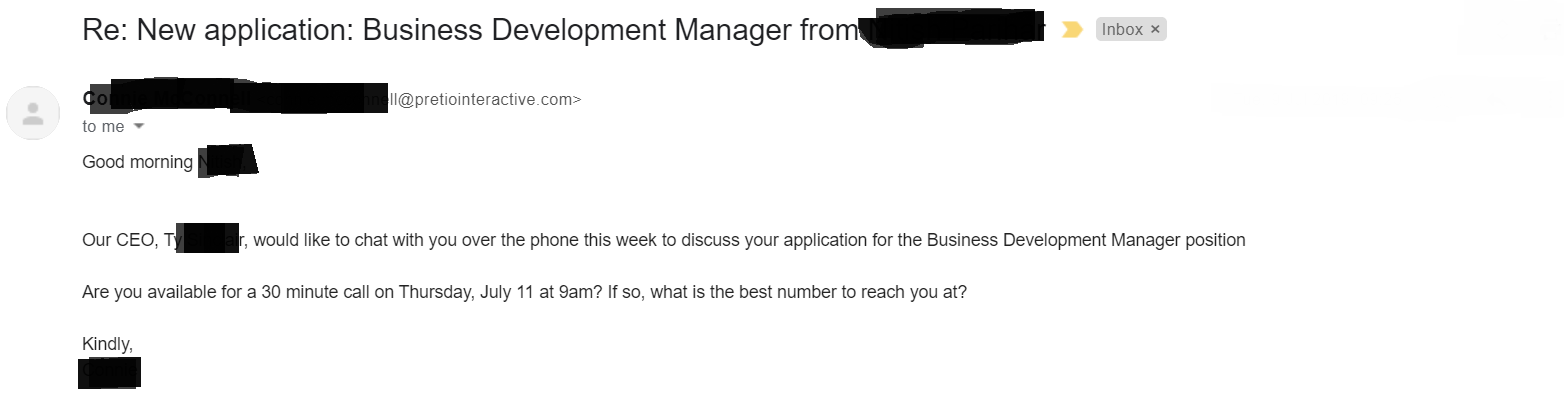 Re: New application: Business Development Manager from Inbox ×
@pretiointeractive.com>
to me
Good morning
Our CEO, would like to chat with you over the phone this week to discuss your application for the Business Development Manager position
Are you available for a 30 minute call on Thursday, July 11 at 9am? If so, what is the best number to reach you at?
Kindly,